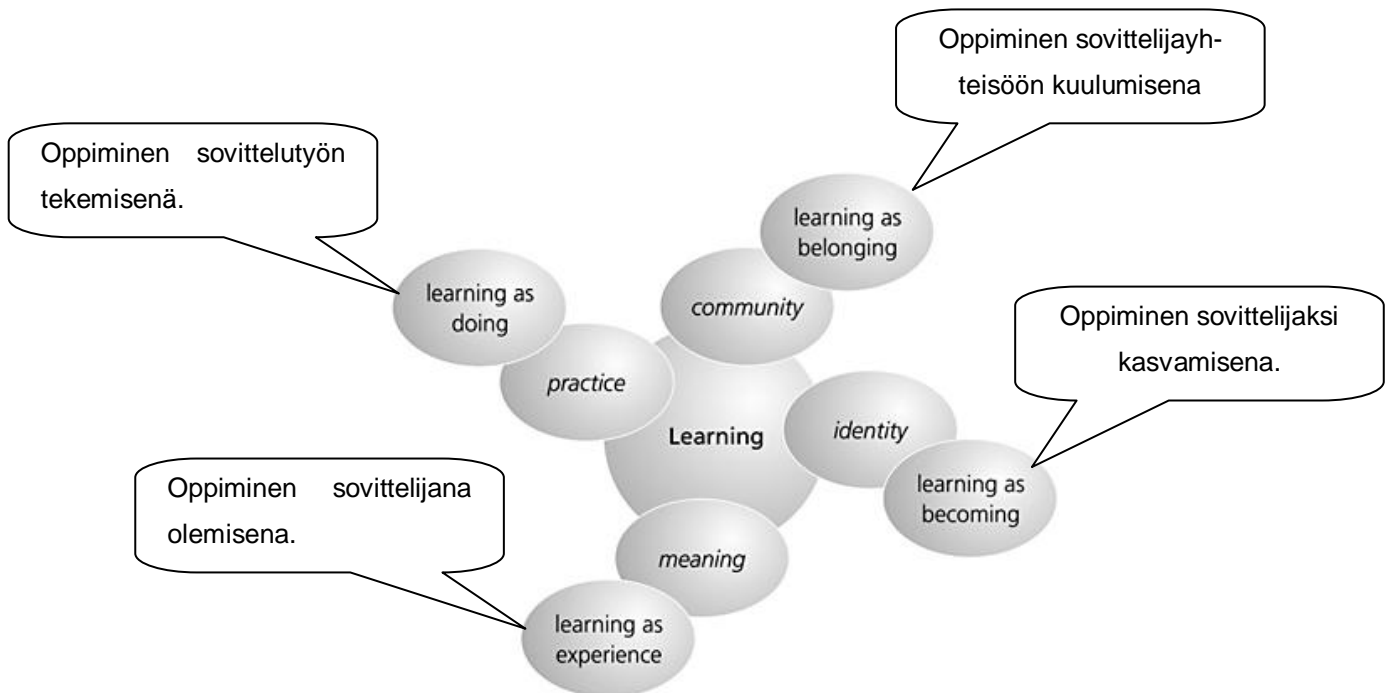 Oppiminen sovittelijayh-
teisöön kuulumisena
Oppiminen sovittelutyön
tekemisenä.
learning as
belonging
learning as
doing
community
Oppiminen sovittelijaksi
kasvamisena.
practice
Learning
identity
Oppiminen sovittelijana
olemisena.
learning as
becoming
meaning
learning as
experience